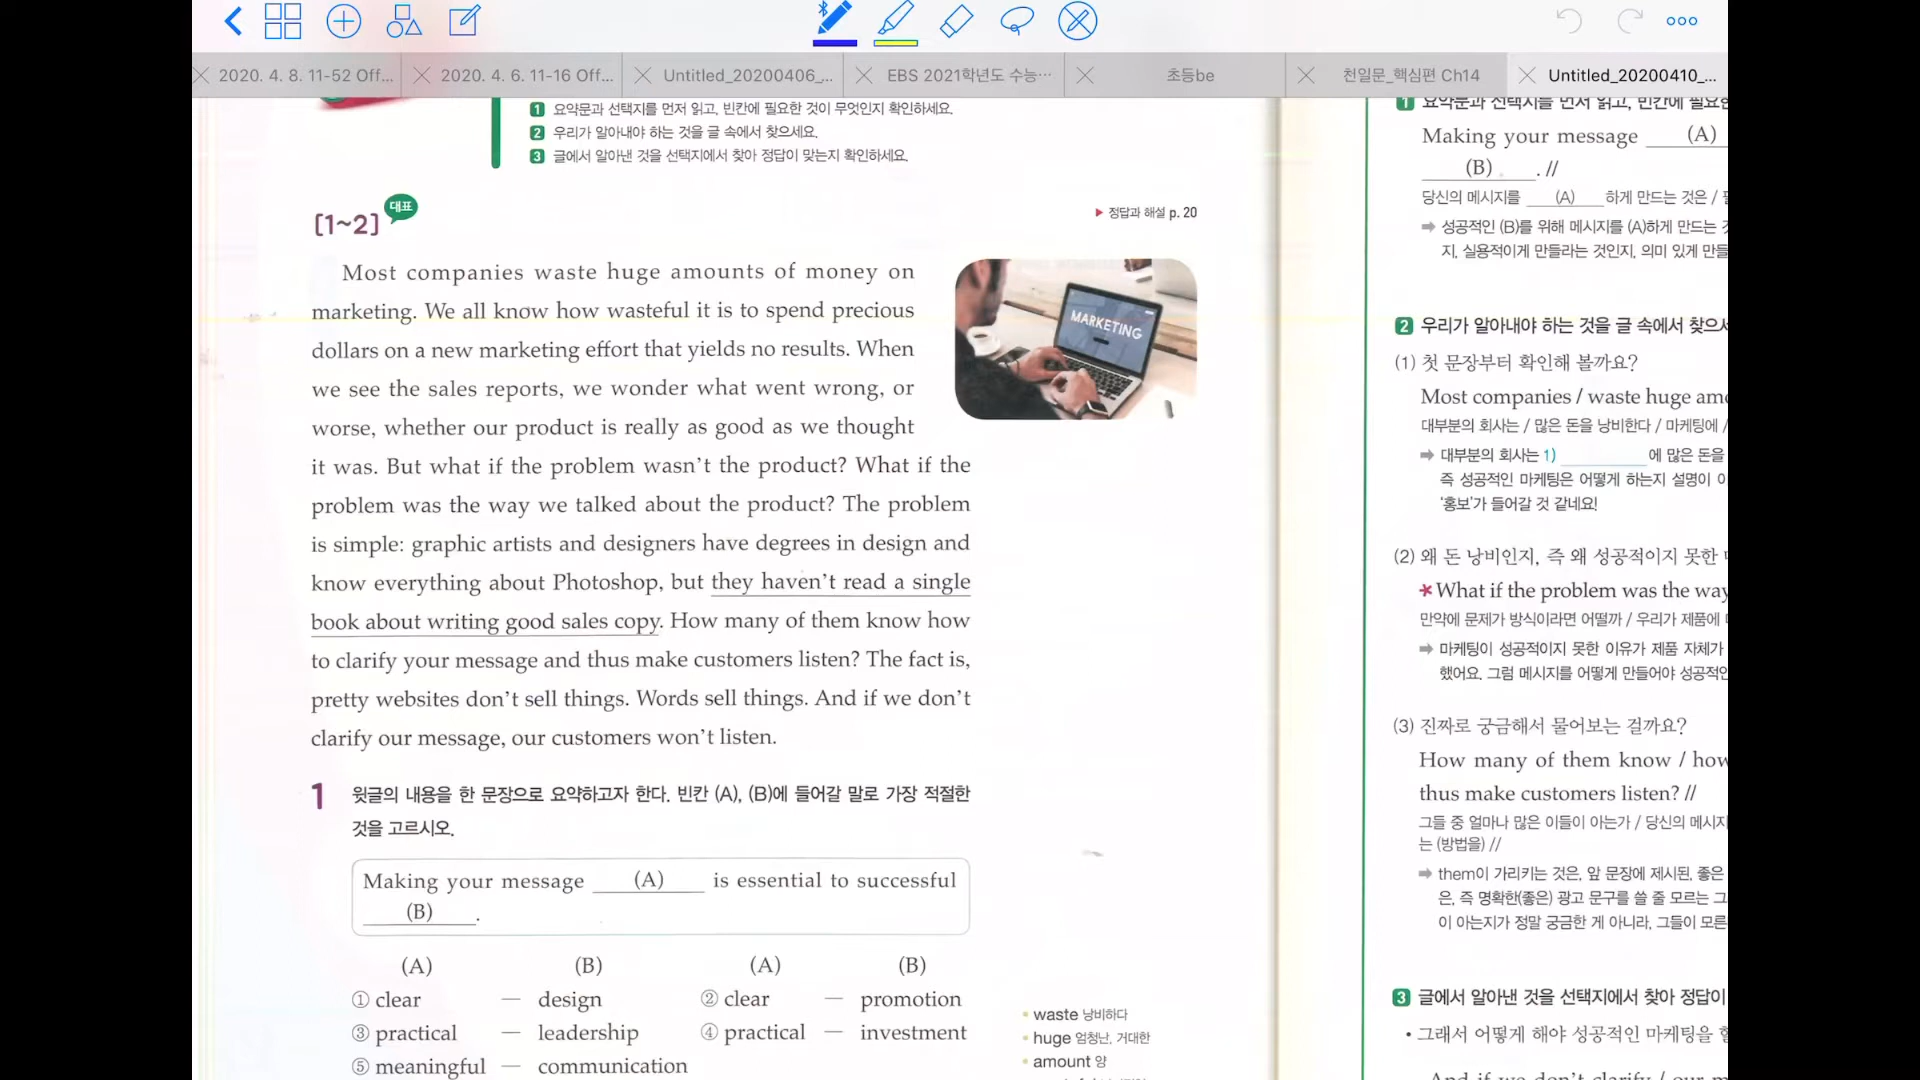 2020. 4. 8. 11-52 Off...
2020. 4. 6. 11-16 Off...
Untitled_20200406_...
EBS 2021학년도 수능...
초등be
천일문_핵심편 Ch14
Untitled_20200410_...
1 요약문과 선택지를 먼저 읽고, 빈칸에 필요한 것이 무엇인지 확인하세요.
2 우리가 알아내야 하는 것을 글 속에서 찾으세요.
3 글에서 알아낸 것을 선택지에서 찾아 정답이 맞는지 확인하세요.
[1~2] 대표
▶ 정답과 해설 p. 20
Most companies waste huge amounts of money on
marketing. We all know how wasteful it is to spend precious
dollars on a new marketing effort that yields no results. When
we see the sales reports, we wonder what went wrong, or
worse, whether our product is really as good as we thought
it was. But what if the problem wasn't the product? What if the
problem was the way we talked about the product? The problem
is simple: graphic artists and designers have degrees in design and
know everything about Photoshop, but they haven't read a single
book about writing good sales copy. How many of them know how
to clarify your message and thus make customers listen? The fact is,
pretty websites don't sell things. Words sell things. And if we don't
clarify our message, our customers won't listen.
MARKETING
1 윗글의 내용을 한 문장으로 요약하고자 한다. 빈칸 (A), (B)에 들어갈 말로 가장 적절한
것을 고르시오.
Making your message (A) is essential to successful
(B) .
(A) (B) (A) (B)
① clear — design ② clear — promotion
③ practical — leadership ④ practical — investment
⑤ meaningful — communication
• waste 낭비하다
• huge 엄청난, 거대한
• amount 양
1 요약문과 선택지를 먼저 읽고, 빈칸에 필요한
Making your message (A)
(B) . //
당신의 메시지를 (A) 하게 만드는 것은 /
➡ 성공적인 (B)를 위해 메시지를 (A)하게 만드는
지, 실용적이게 만들라는 것인지, 의미 있게 만들
2 우리가 알아내야 하는 것을 글 속에서 찾으시
(1) 첫 문장부터 확인해 볼까요?
Most companies / waste huge amo
대부분의 회사는 / 많은 돈을 낭비한다 / 마케팅에 /
➡ 대부분의 회사는 1) 에 많은 돈을
즉 성공적인 마케팅은 어떻게 하는지 설명이 이
'홍보'가 들어갈 것 같네요!
(2) 왜 돈 낭비인지, 즉 왜 성공적이지 못한
* What if the problem was the way
만약에 문제가 방식이라면 어떨까 / 우리가 제품에
➡ 마케팅이 성공적이지 못한 이유가 제품 자체가
했어요. 그럼 메시지를 어떻게 만들어야 성공적인
(3) 진짜로 궁금해서 물어보는 걸까요?
How many of them know / how
thus make customers listen? //
그들 중 얼마나 많은 이들이 아는가 / 당신의 메시지
는 (방법을) //
➡ them이 가리키는 것은, 앞 문장에 제시된, 좋은
은, 즉 명확한(좋은) 광고 문구를 쓸 줄 모르는 그
이 아는지가 정말 궁금한 게 아니라, 그들이 모른
3 글에서 알아낸 것을 선택지에서 찾아 정답이
• 그래서 어떻게 해야 성공적인 마케팅을 할
And if we don't clarify / our m